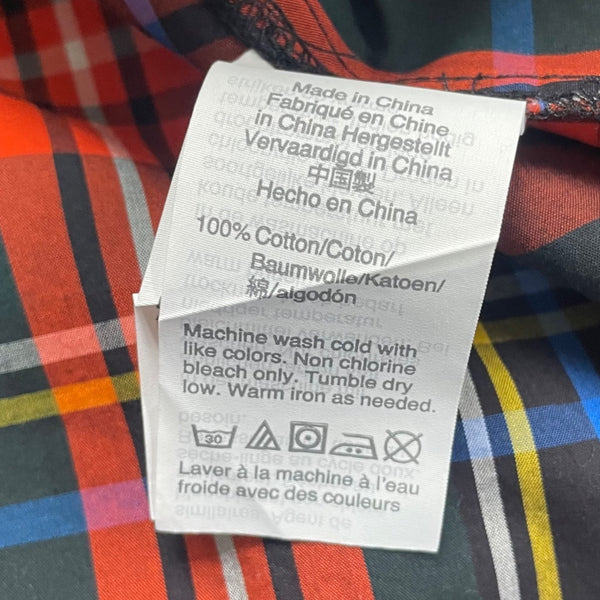 Made in China
Fabriqué en Chine
in China Hergestellt
Vervaardigd in China
中国製
Hecho en China
100% Cotton/Coton/
Baumwolle/Katoen/
綿/algodón
Machine wash cold with
like colors. Non chlorine
bleach only. Tumble dry
low. Warm iron as needed.
30
Laver à la machine à l'eau
froide avec des couleurs